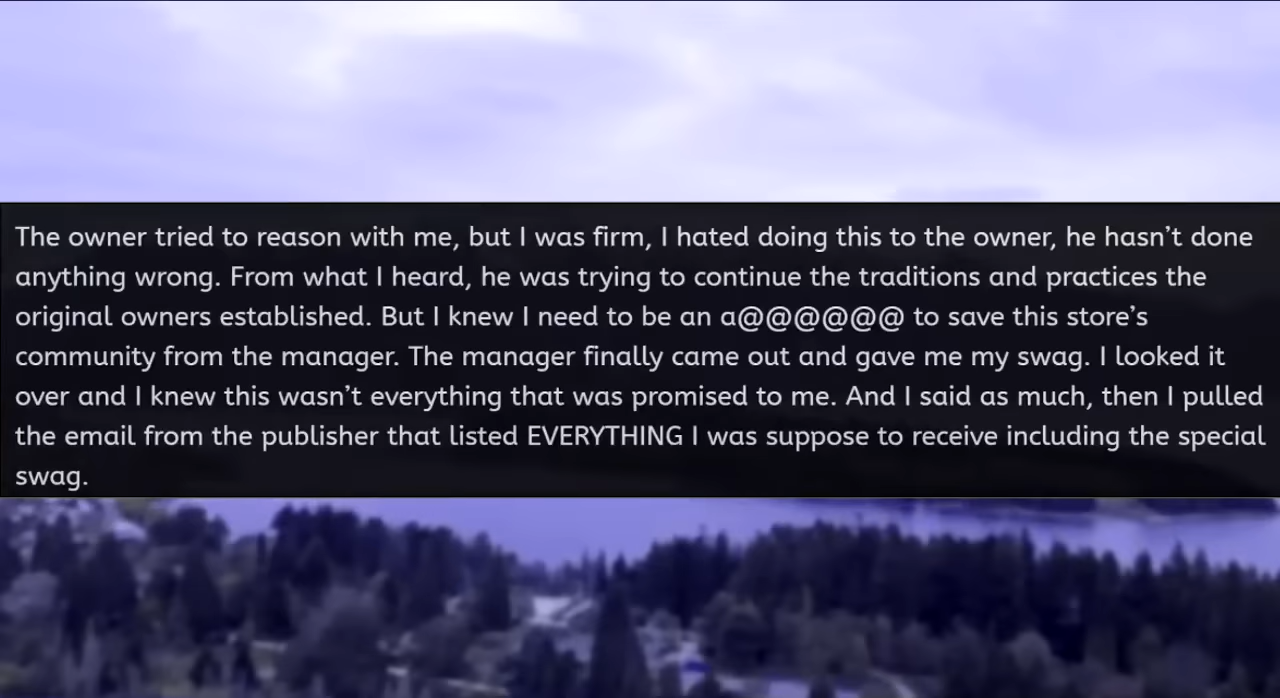 The owner tried to reason with me, but I was firm, I hated doing this to the owner, he hasn’t done
anything wrong. From what I heard, he was trying to continue the traditions and practices the
original owners established. But I knew I need to be an a@@@@@@ to save this store’s
community from the manager. The manager finally came out and gave me my swag. I looked it
over and I knew this wasn’t everything that was promised to me. And I said as much, then I pulled
the email from the publisher that listed EVERYTHING I was suppose to receive including the special
swag.